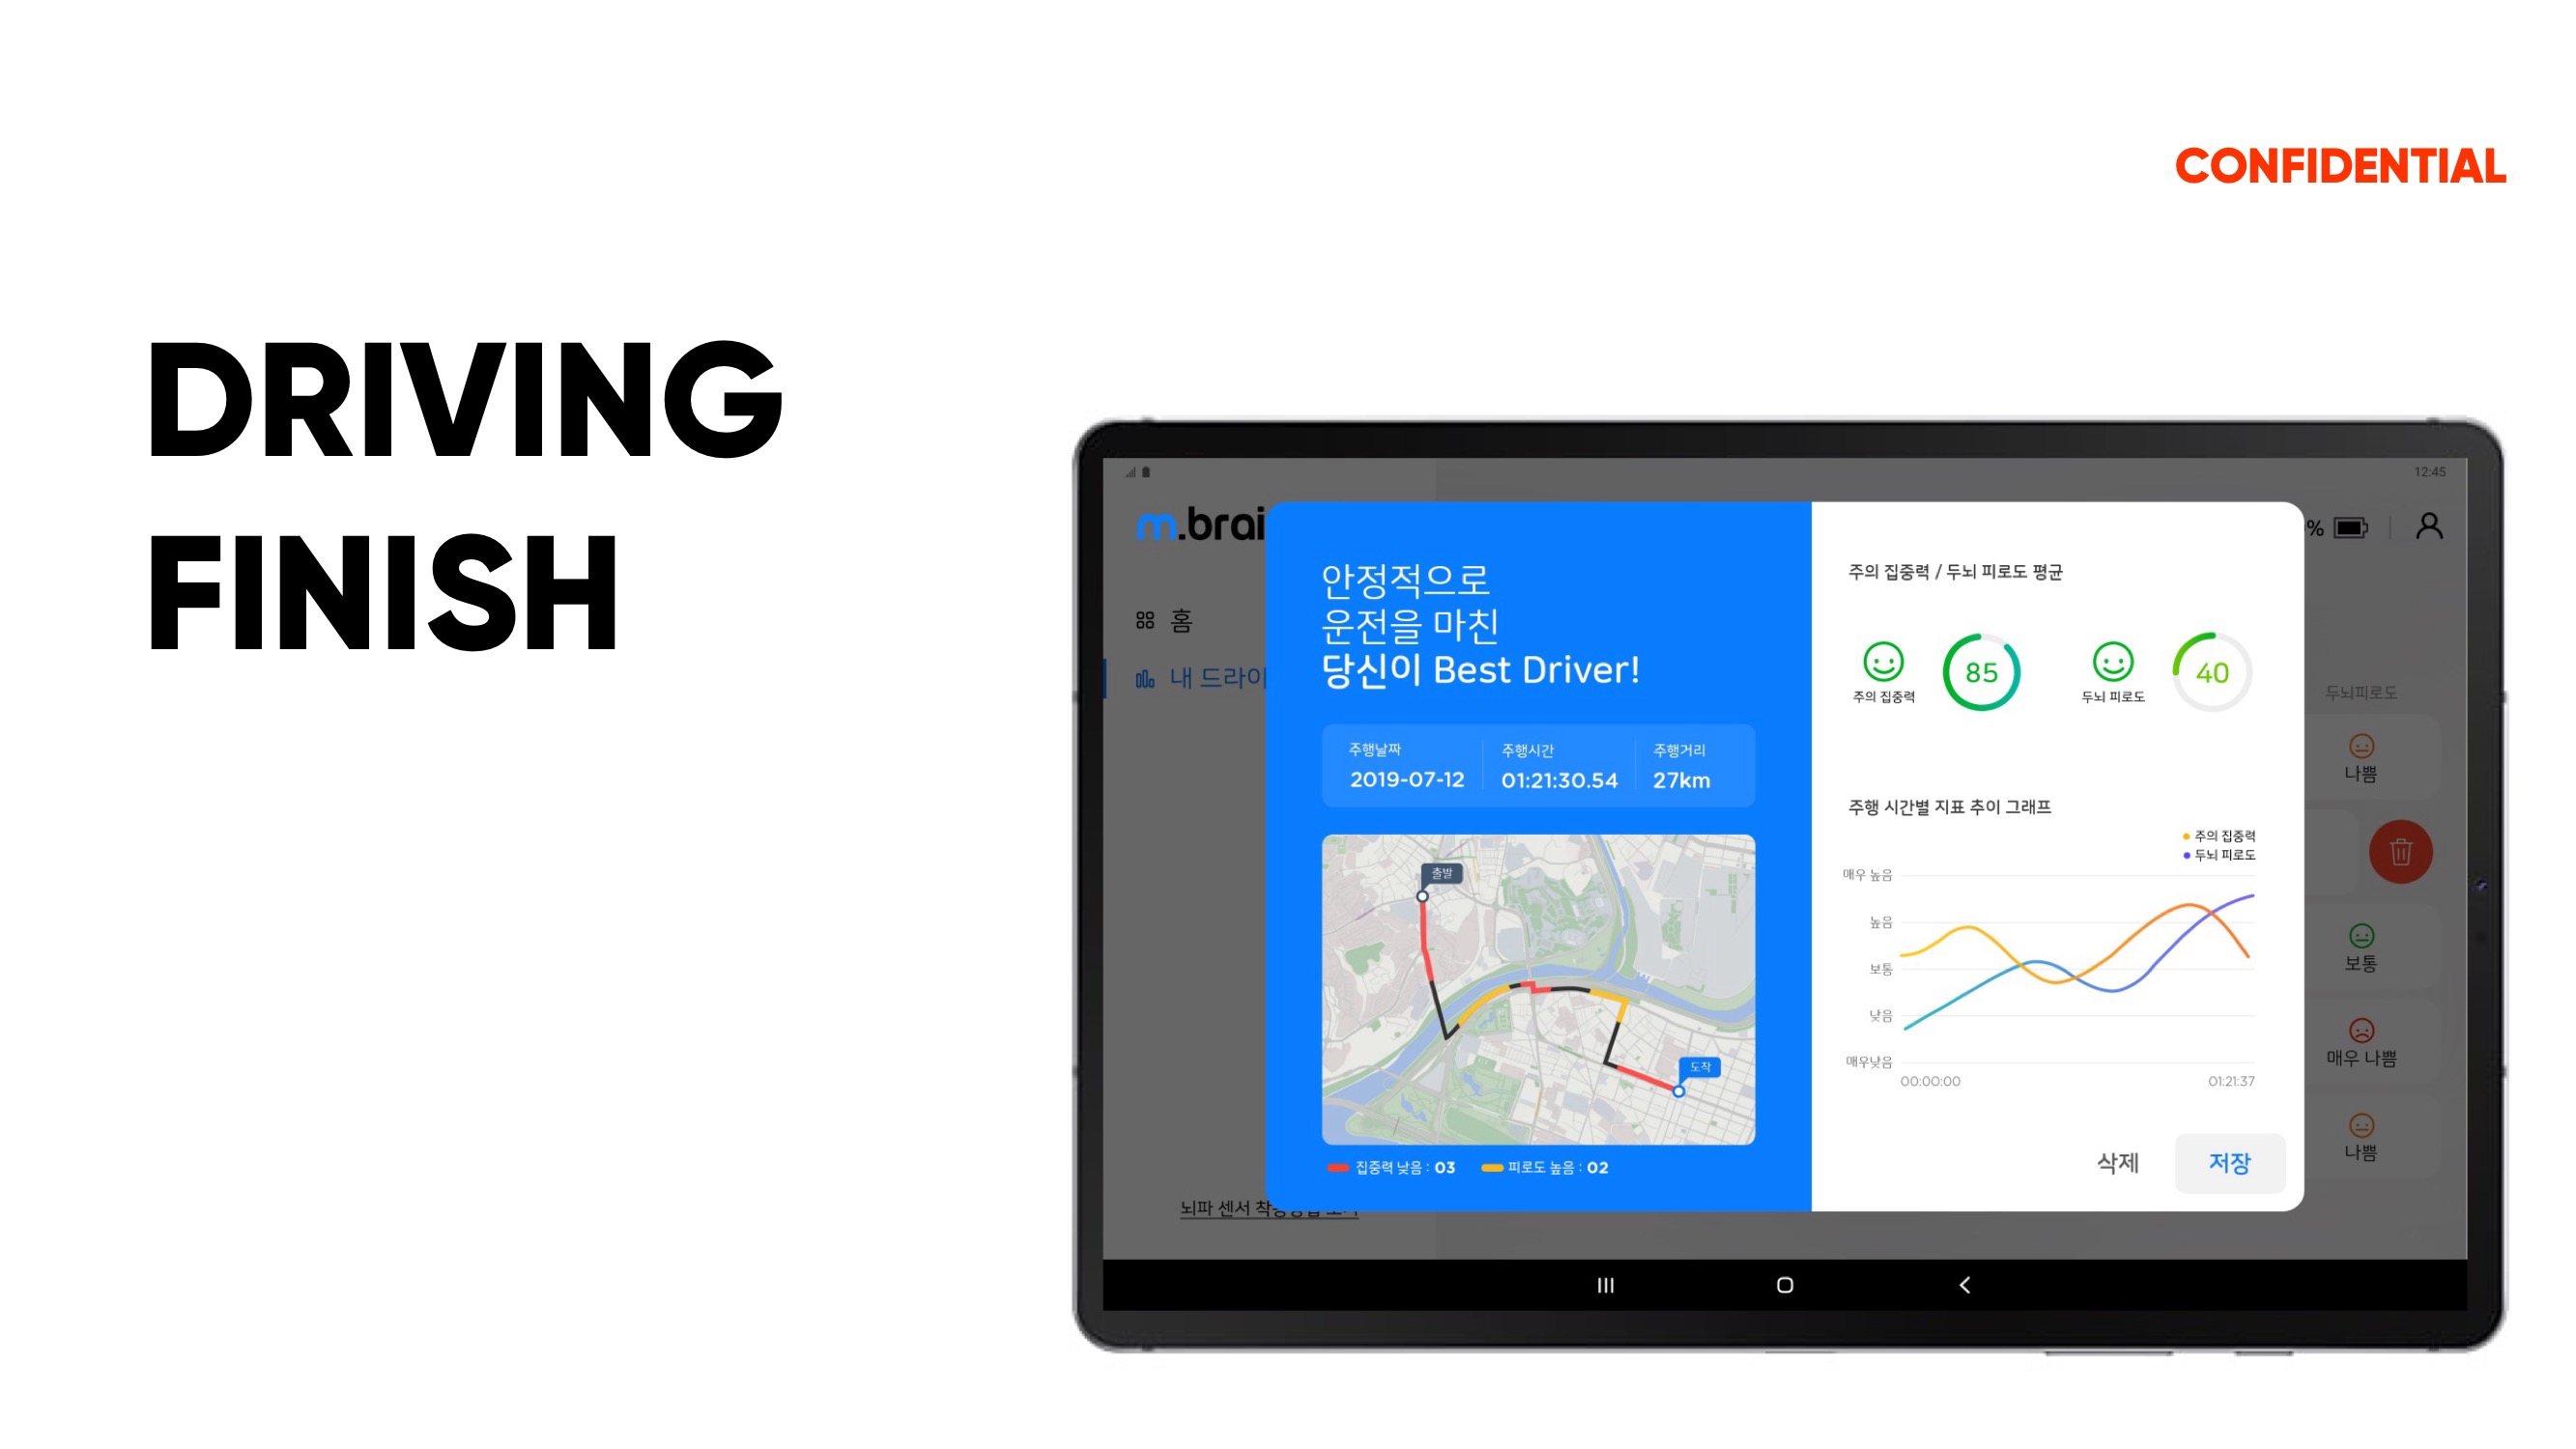 CONFIDENTIAL
DRIVING
FINISH
12:45
m.brai
%
홈
내 드라이
안정적으로
운전을 마친
당신이 Best Driver!
주행날짜
2019-07-12
주행시간
01:21:30.54
주행거리
27km
출발
도착
집중력 낮음 : 03
피로도 높음 : 02
주의 집중력 / 두뇌 피로도 평균
주의 집중력
85
두뇌 피로도
40
주행 시간별 지표 추이 그래프
주의 집중력
두뇌 피로도
매우 높음
높음
보통
낮음
매우낮음
00:00:00
01:21:37
삭제
저장
두뇌피로도
나쁨
보통
매우 나쁨
나쁨
뇌파 센서